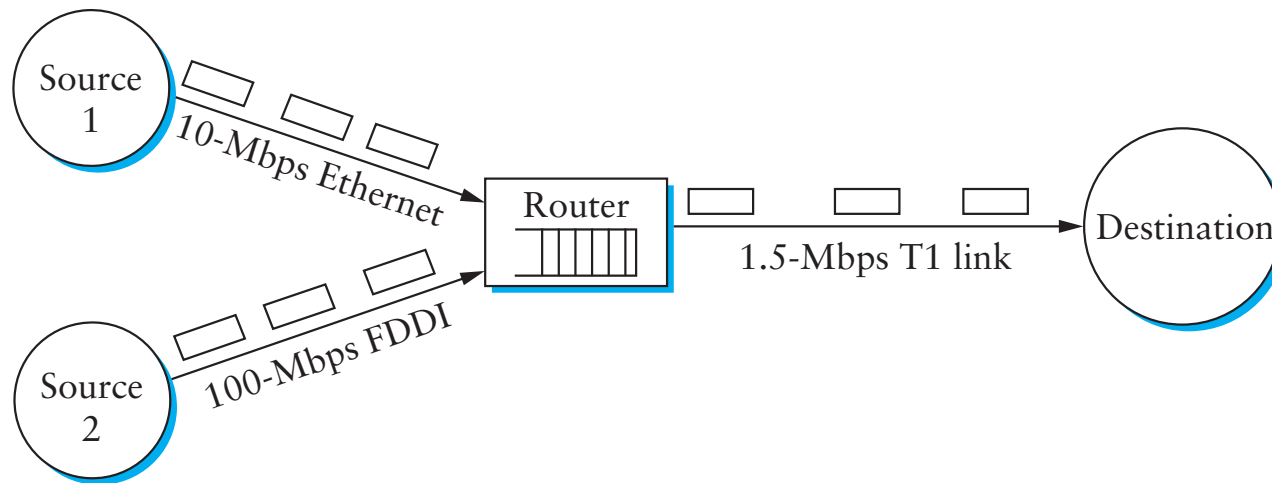 Source
1
10-Mbps Ethernet
Router
1.5-Mbps T1 link
Destination
100-Mbps FDDI
Source
2